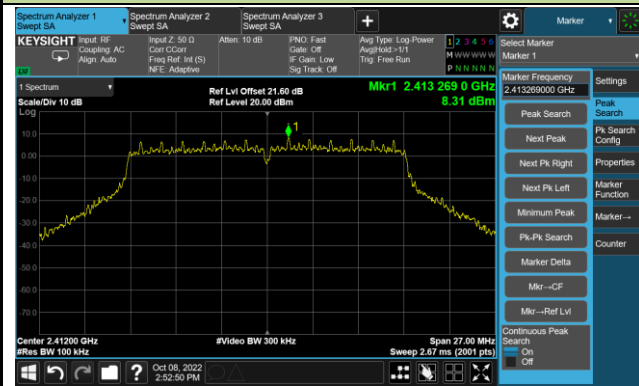 Spectrum Analyzer 1
Swept SA
Spectrum Analyzer 2
Swept SA
Spectrum Analyzer 3
Swept SA
+
Marker
KEYSIGHT
Input: RF
Coupling: AC
Align: Auto
Input Z: 50 Ω
Corr CCorr
Freq Ref: Int (S)
NFE: Adaptive
Atten: 10 dB
PNO: Fast
Gate: Off
IF Gain: Low
Sig Track: Off
Avg Type: Log-Power
Avg|Hold:>1/1
Trig: Free Run
1 2 3 4 5 6
M W W W W W
P N N N N N
LW
Select Marker
Marker 1
1 Spectrum
Scale/Div 10 dB
Ref Lvl Offset 21.60 dB
Ref Level 20.00 dBm
Mkr1 2.413 269 0 GHz
8.31 dBm
Log
10.0
0.00
-10.0
-20.0
-30.0
-40.0
-50.0
-60.0
-70.0
1
Center 2.41200 GHz
#Res BW 100 kHz
#Video BW 300 kHz
Span 27.00 MHz
Sweep 2.67 ms (2001 pts)
Marker Frequency
2.413269000 GHz
Peak Search
Next Peak
Next Pk Right
Next Pk Left
Minimum Peak
Pk-Pk Search
Marker Delta
Mkr→CF
Mkr→Ref Lvl
Continuous Peak
Search
On
Off
Settings
Peak
Search
Pk Search
Config
Properties
Marker
Function
Marker→
Counter
?
Oct 08, 2022
2:52:50 PM